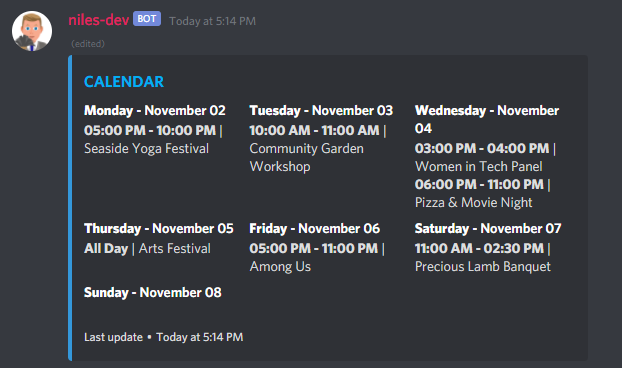 niles-dev BOT Today at 5:14 PM
(edited)
CALENDAR
Monday - November 02
05:00 PM - 10:00 PM |
Seaside Yoga Festival
Tuesday - November 03
10:00 AM - 11:00 AM |
Community Garden
Workshop
Wednesday - November
04
03:00 PM - 04:00 PM |
Women in Tech Panel
06:00 PM - 11:00 PM |
Pizza & Movie Night
Thursday - November 05
All Day | Arts Festival
Friday - November 06
05:00 PM - 11:00 PM |
Among Us
Saturday - November 07
11:00 AM - 02:30 PM |
Precious Lamb Banquet
Sunday - November 08
Last update • Today at 5:14 PM